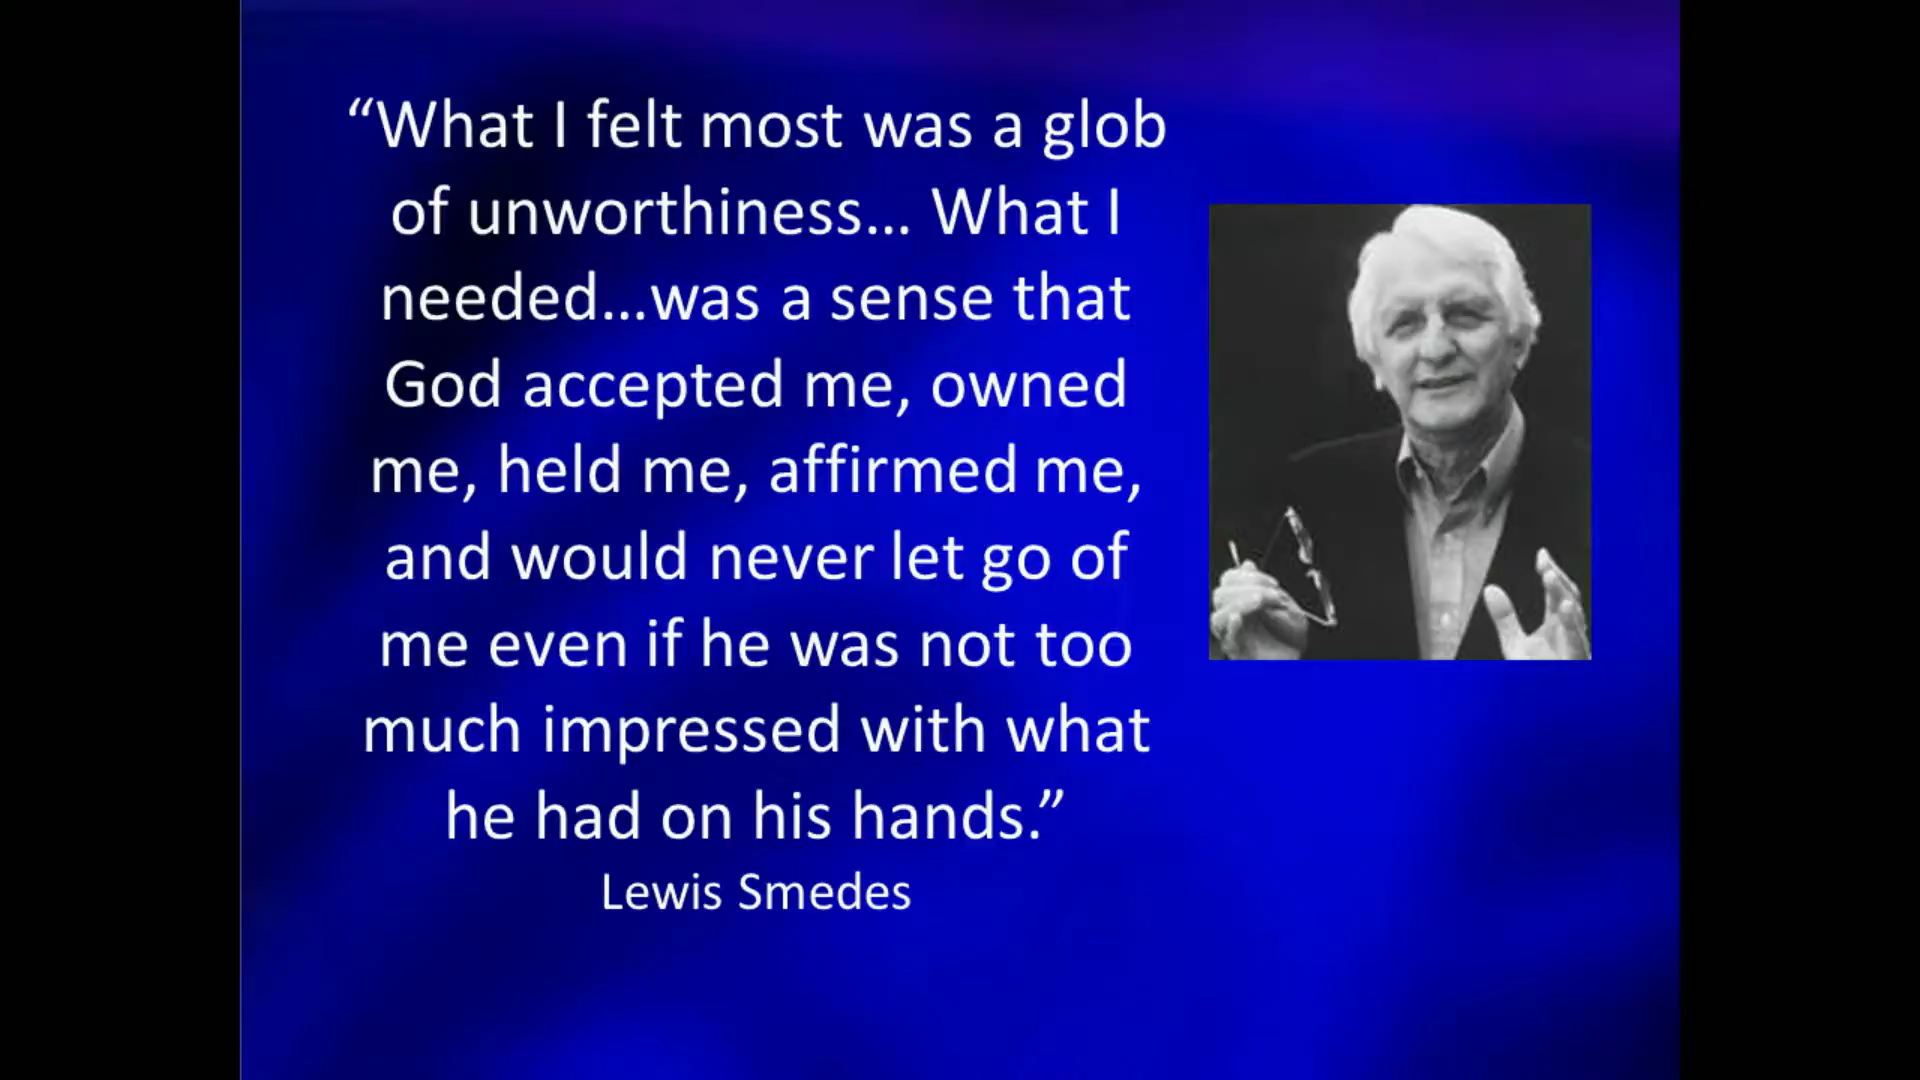 “What I felt most was a glob
of unworthiness... What I
needed...was a sense that
God accepted me, owned
me, held me, affirmed me,
and would never let go of
me even if he was not too
much impressed with what
he had on his hands.”
Lewis Smedes